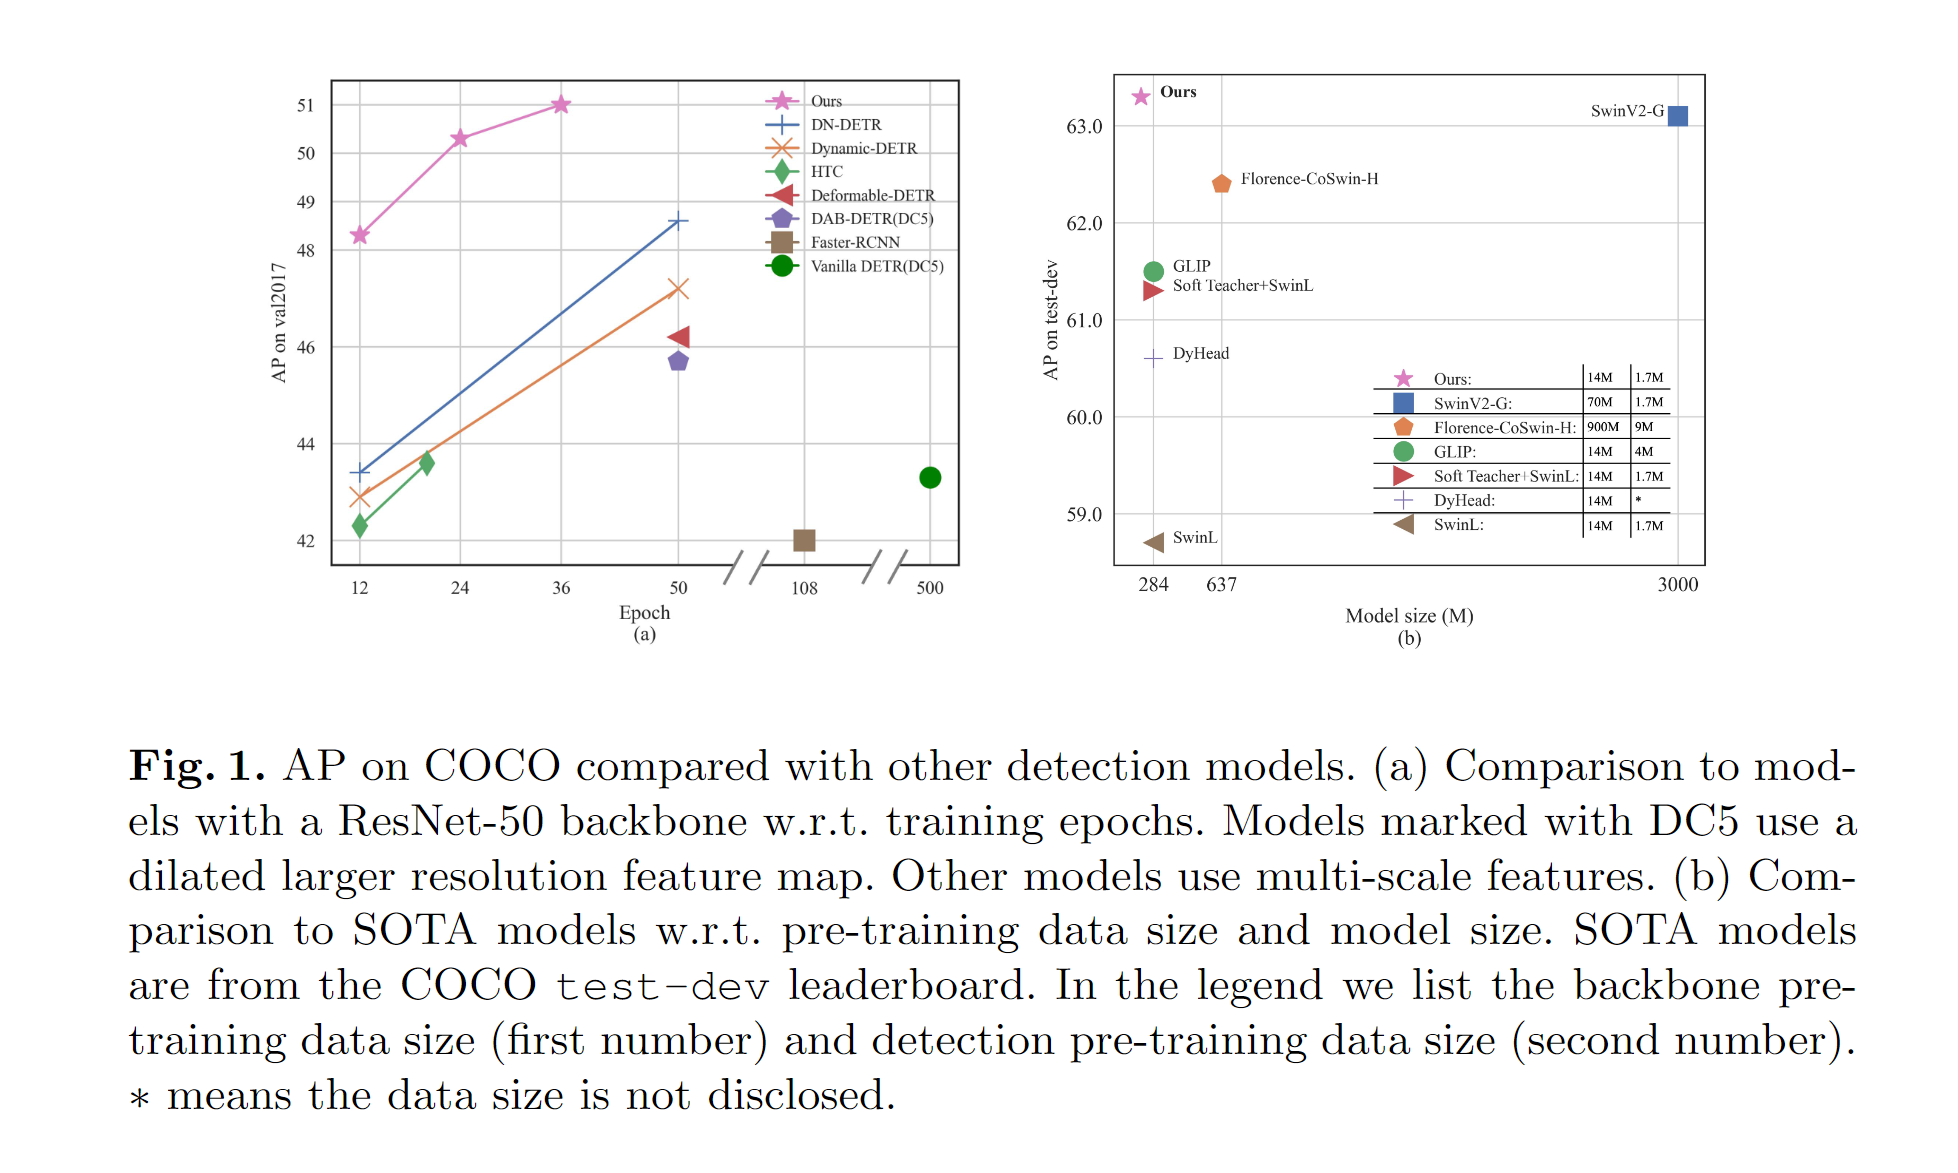 51
50
49
48
46
44
42
AP on val2017
12 24 36 50 108 500
Epoch
(a)
Ours
DN-DETR
Dynamic-DETR
HTC
Deformable-DETR
DAB-DETR(DC5)
Faster-RCNN
Vanilla DETR(DC5)
63.0
62.0
61.0
60.0
59.0
AP on test-dev
Ours
SwinV2-G
Florence-CoSwin-H
GLIP
Soft Teacher+SwinL
DyHead
SwinL
Ours: 14M 1.7M
SwinV2-G: 70M 1.7M
Florence-CoSwin-H: 900M 9M
GLIP: 14M 4M
Soft Teacher+SwinL: 14M 1.7M
DyHead: 14M *
SwinL: 14M 1.7M
284 637 3000
Model size (M)
(b)
Fig. 1. AP on COCO compared with other detection models. (a) Comparison to mod-
els with a ResNet-50 backbone w.r.t. training epochs. Models marked with DC5 use a
dilated larger resolution feature map. Other models use multi-scale features. (b) Com-
parison to SOTA models w.r.t. pre-training data size and model size. SOTA models
are from the COCO test-dev leaderboard. In the legend we list the backbone pre-
training data size (first number) and detection pre-training data size (second number).
∗ means the data size is not disclosed.